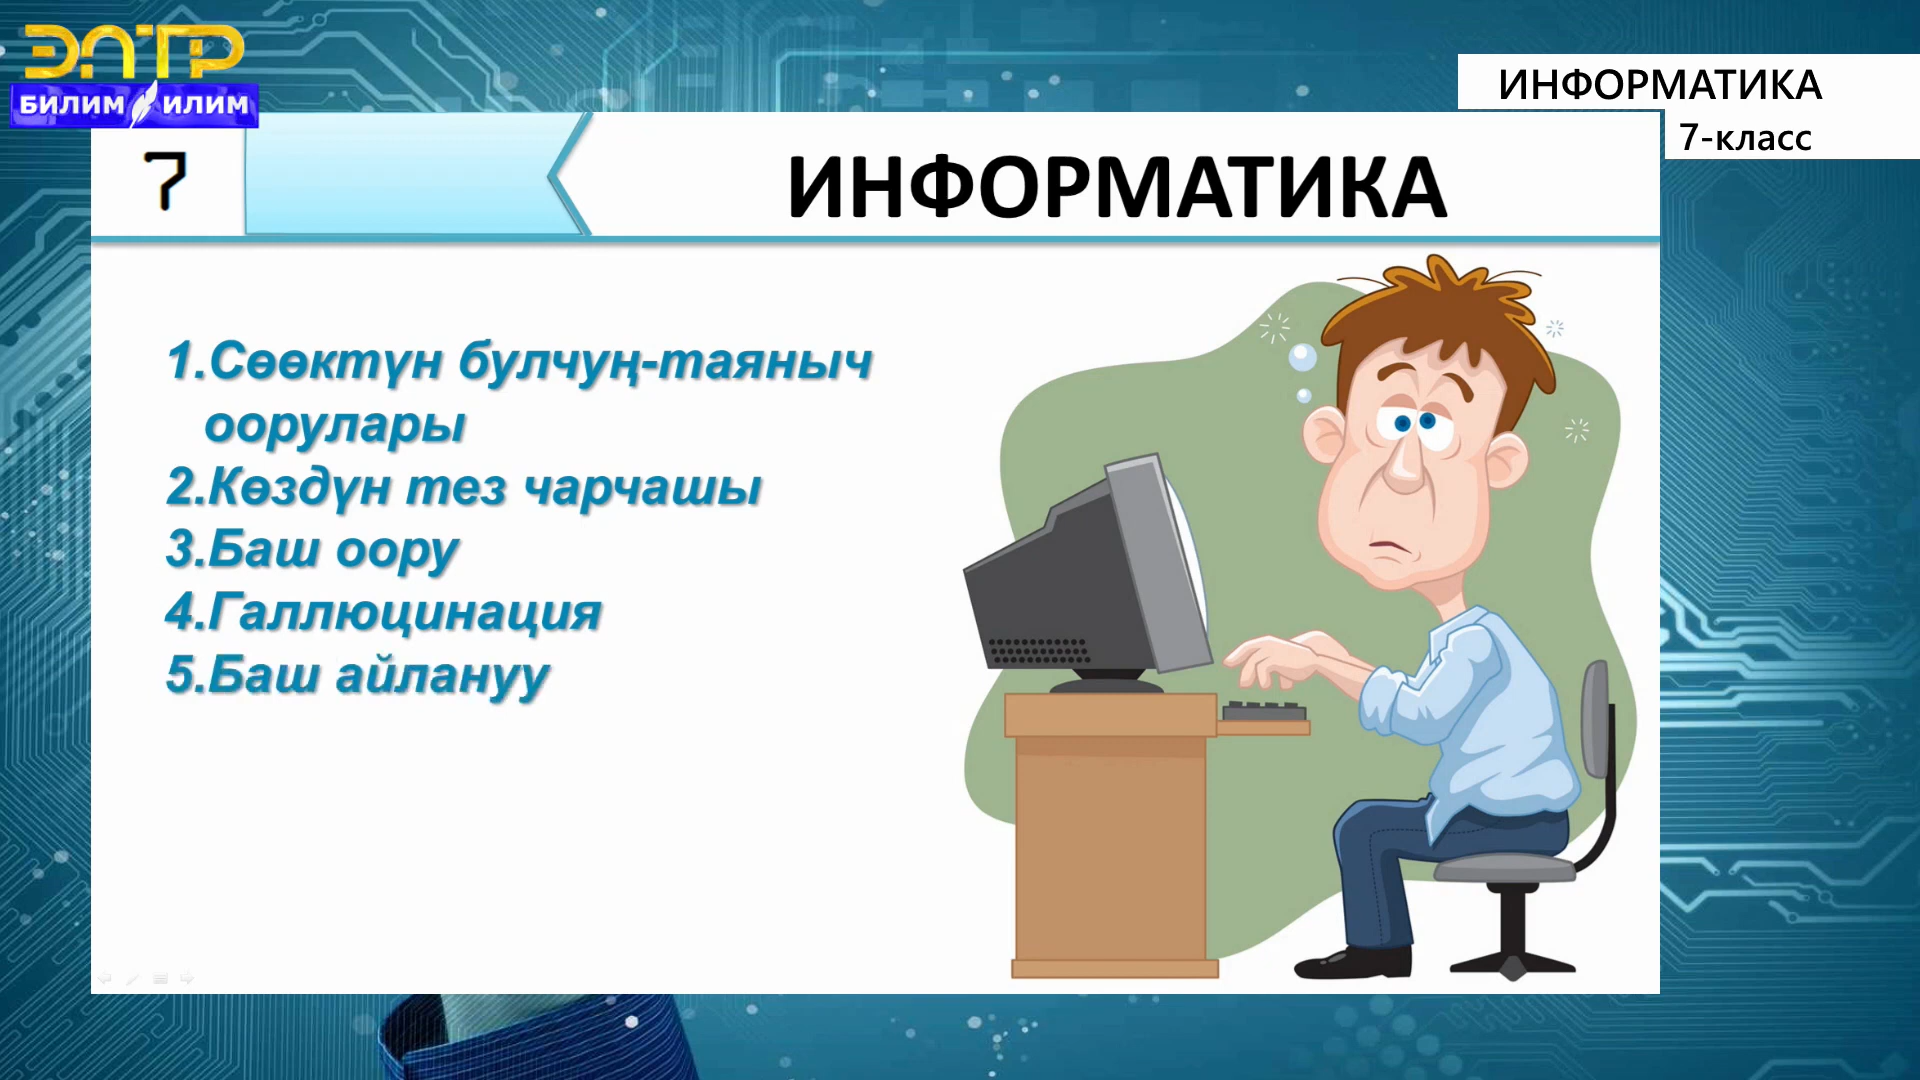 ЭЛТР
БИЛИМ ИЛИМ
ИНФОРМАТИКА
7-класс
7
ИНФОРМАТИКА
1.Сөөктүн булчуң-таяныч
оорулары
2.Көздүн тез чарчашы
3.Баш оору
4.Галлюцинация
5.Баш айлануу